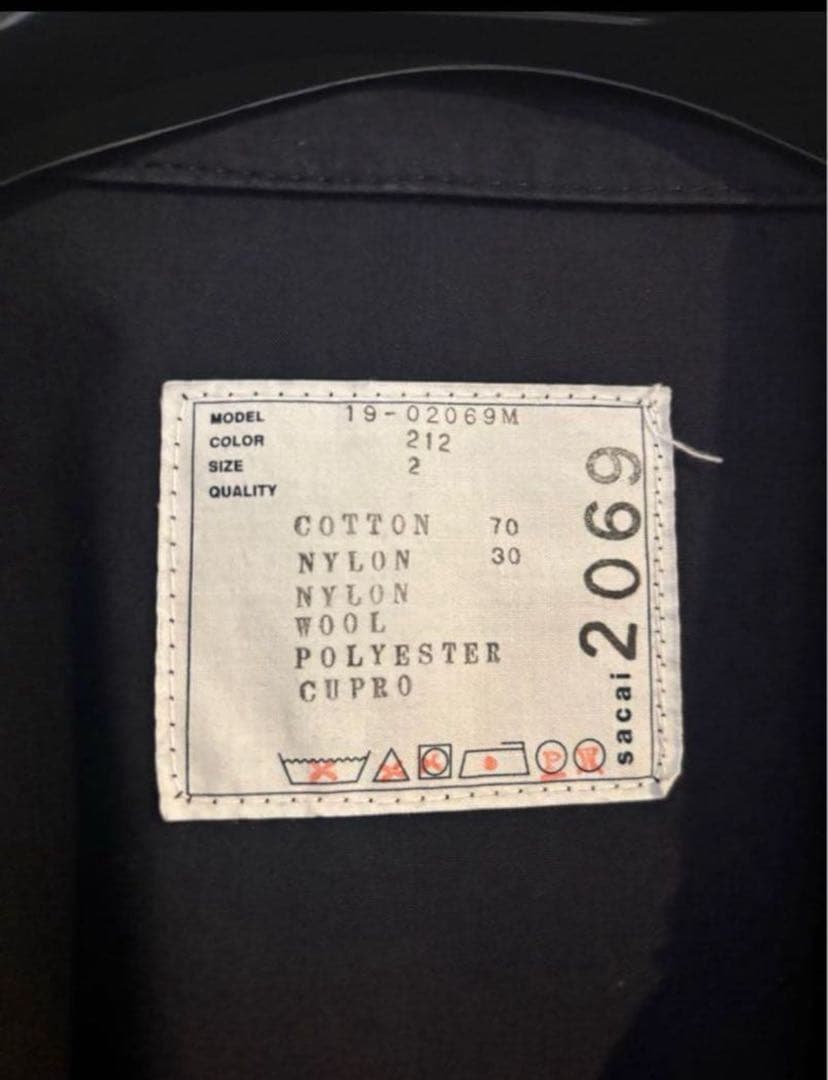 MODEL 19-02069M
COLOR 212
SIZE 2
QUALITY
COTTON 70
NYLON 30
NYLON
WOOL
POLYESTER
CUPRO
P W
sacai 2069